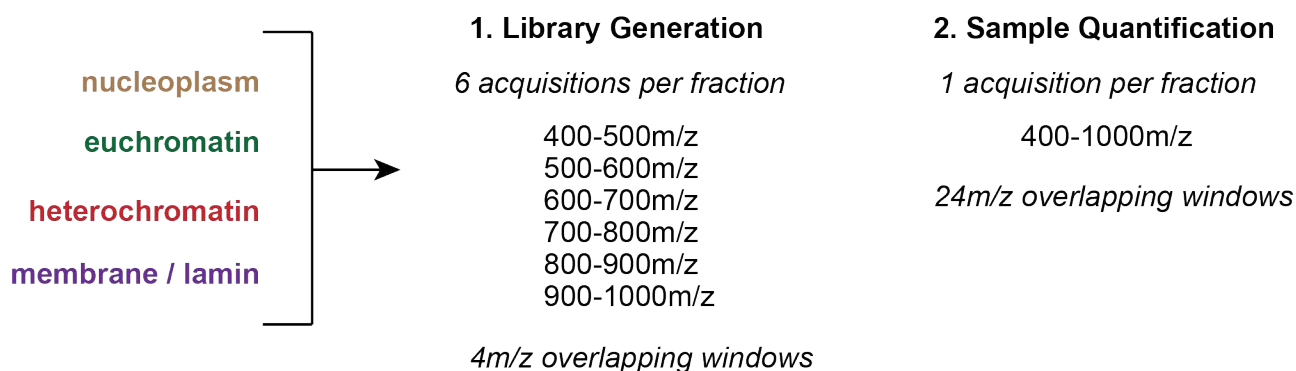 nucleoplasm
euchromatin
heterochromatin
membrane / lamin
1. Library Generation
6 acquisitions per fraction
400-500m/z
500-600m/z
600-700m/z
700-800m/z
800-900m/z
900-1000m/z
4m/z overlapping windows
2. Sample Quantification
1 acquisition per fraction
400-1000m/z
24m/z overlapping windows